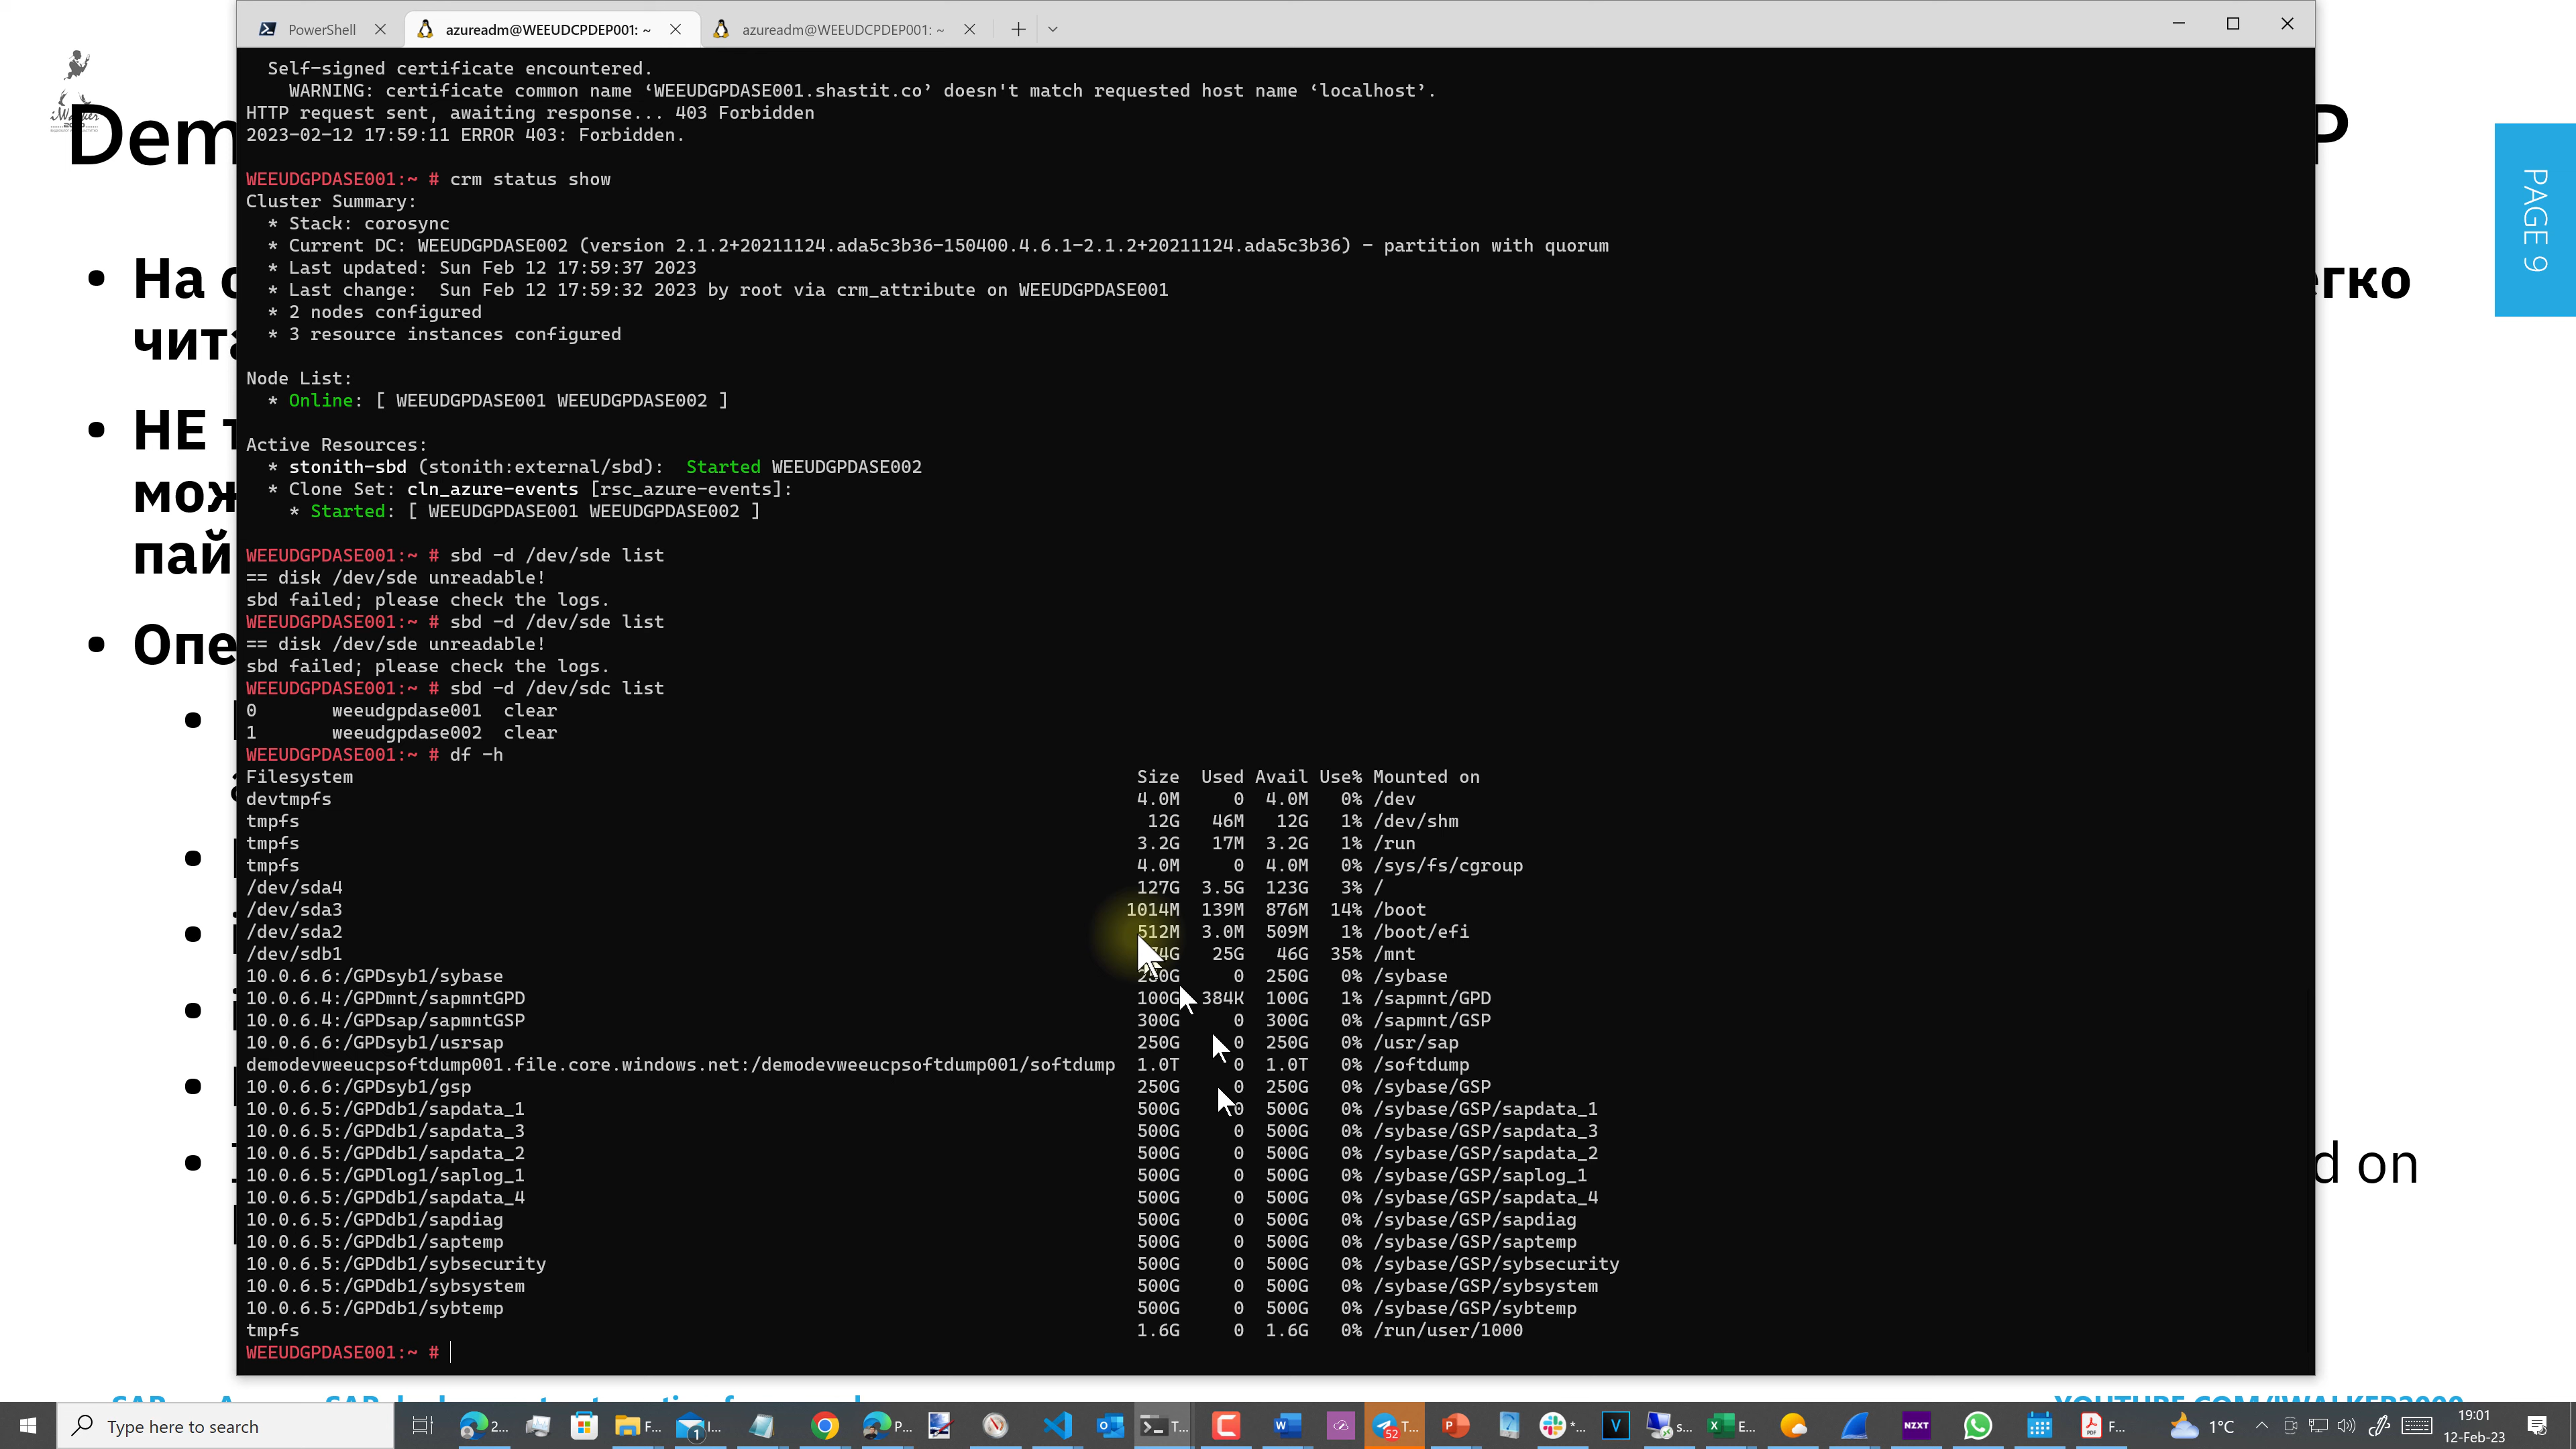 PowerShell
azureadm@WEEUDCPDEP001: ~
azureadm@WEEUDCPDEP001: ~
Self-signed certificate encountered.
WARNING: certificate common name ‘WEEUDGPDASE001.shastit.co’ doesn't match requested host name ‘localhost’.
HTTP request sent, awaiting response... 403 Forbidden
2023-02-12 17:59:11 ERROR 403: Forbidden.
WEEUDGPDASE001:~ # crm status show
Cluster Summary:
* Stack: corosync
* Current DC: WEEUDGPDASE002 (version 2.1.2+20211124.ada5c3b36-150400.4.6.1-2.1.2+20211124.ada5c3b36) - partition with quorum
* Last updated: Sun Feb 12 17:59:37 2023
* Last change:  Sun Feb 12 17:59:32 2023 by root via crm_attribute on WEEUDGPDASE001
* 2 nodes configured
* 3 resource instances configured
Node List:
* Online: [ WEEUDGPDASE001 WEEUDGPDASE002 ]
Active Resources:
* stonith-sbd (stonith:external/sbd):  Started WEEUDGPDASE002
* Clone Set: cln_azure-events [rsc_azure-events]:
* Started: [ WEEUDGPDASE001 WEEUDGPDASE002 ]
WEEUDGPDASE001:~ # sbd -d /dev/sde list
== disk /dev/sde unreadable!
sbd failed; please check the logs.
WEEUDGPDASE001:~ # sbd -d /dev/sde list
== disk /dev/sde unreadable!
sbd failed; please check the logs.
WEEUDGPDASE001:~ # sbd -d /dev/sdc list
0 weeudgpdase001 clear
1 weeudgpdase002 clear
WEEUDGPDASE001:~ # df -h
Filesystem Size Used Avail Use% Mounted on
devtmpfs 4.0M 0 4.0M 0% /dev
tmpfs 12G 46M 12G 1% /dev/shm
tmpfs 3.2G 17M 3.2G 1% /run
tmpfs 4.0M 0 4.0M 0% /sys/fs/cgroup
/dev/sda4 127G 3.5G 123G 3% /
/dev/sda3 1014M 139M 876M 14% /boot
/dev/sda2 512M 3.0M 509M 1% /boot/efi
/dev/sdb1 25G 46G 35% /mnt
10.0.6.6:/GPDsyb1/sybase 250G 0 250G 0% /sybase
10.0.6.4:/GPDmnt/sapmntGPD 100G 384K 100G 1% /sapmnt/GPD
10.0.6.4:/GPDsap/sapmntGSP 300G 0 300G 0% /sapmnt/GSP
10.0.6.6:/GPDsyb1/usrsap 250G 0 250G 0% /usr/sap
demodevweeucpsoftdump001.file.core.windows.net:/demodevweeucpsoftdump001/softdump 1.0T 0 1.0T 0% /softdump
10.0.6.6:/GPDsyb1/gsp 250G 0 250G 0% /sybase/GSP
10.0.6.5:/GPDdb1/sapdata_1 500G 0 500G 0% /sybase/GSP/sapdata_1
10.0.6.5:/GPDdb1/sapdata_3 500G 0 500G 0% /sybase/GSP/sapdata_3
10.0.6.5:/GPDdb1/sapdata_2 500G 0 500G 0% /sybase/GSP/sapdata_2
10.0.6.5:/GPDlog1/saplog_1 500G 0 500G 0% /sybase/GSP/saplog_1
10.0.6.5:/GPDdb1/sapdata_4 500G 0 500G 0% /sybase/GSP/sapdata_4
10.0.6.5:/GPDdb1/sapdiag 500G 0 500G 0% /sybase/GSP/sapdiag
10.0.6.5:/GPDdb1/saptemp 500G 0 500G 0% /sybase/GSP/saptemp
10.0.6.5:/GPDdb1/sybsecurity 500G 0 500G 0% /sybase/GSP/sybsecurity
10.0.6.5:/GPDdb1/sybsystem 500G 0 500G 0% /sybase/GSP/sybsystem
10.0.6.5:/GPDdb1/sybtemp 500G 0 500G 0% /sybase/GSP/sybtemp
tmpfs 1.6G 0 1.6G 0% /run/user/1000
WEEUDGPDASE001:~ #
Dem
P
PAGE 9
На
егко
чита
НЕ
мож
пай
Опе
d on
Type here to search
1°C
19:01
12-Feb-23